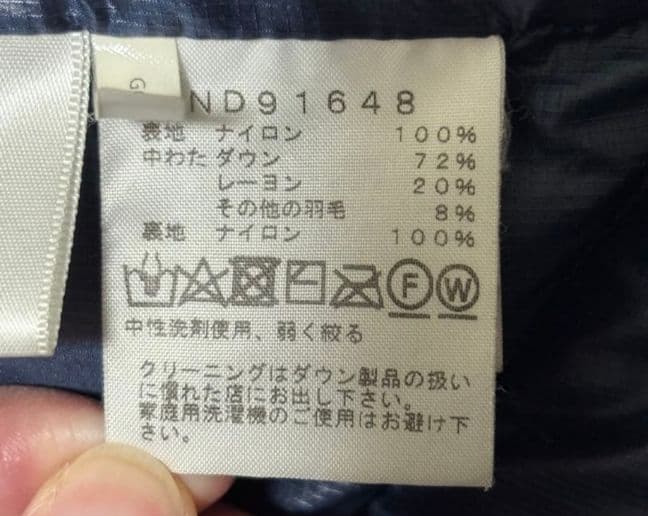 ND91648
表地 ナイロン 100%
中わた ダウン 72%
レーヨン 20%
その他の羽毛 8%
裏地 ナイロン 100%
F W
中性洗剤使用、弱く絞る
クリーニングはダウン製品の扱い
に慣れた店にお出し下さい。
家庭用洗濯機のご使用はお避け下
さい。